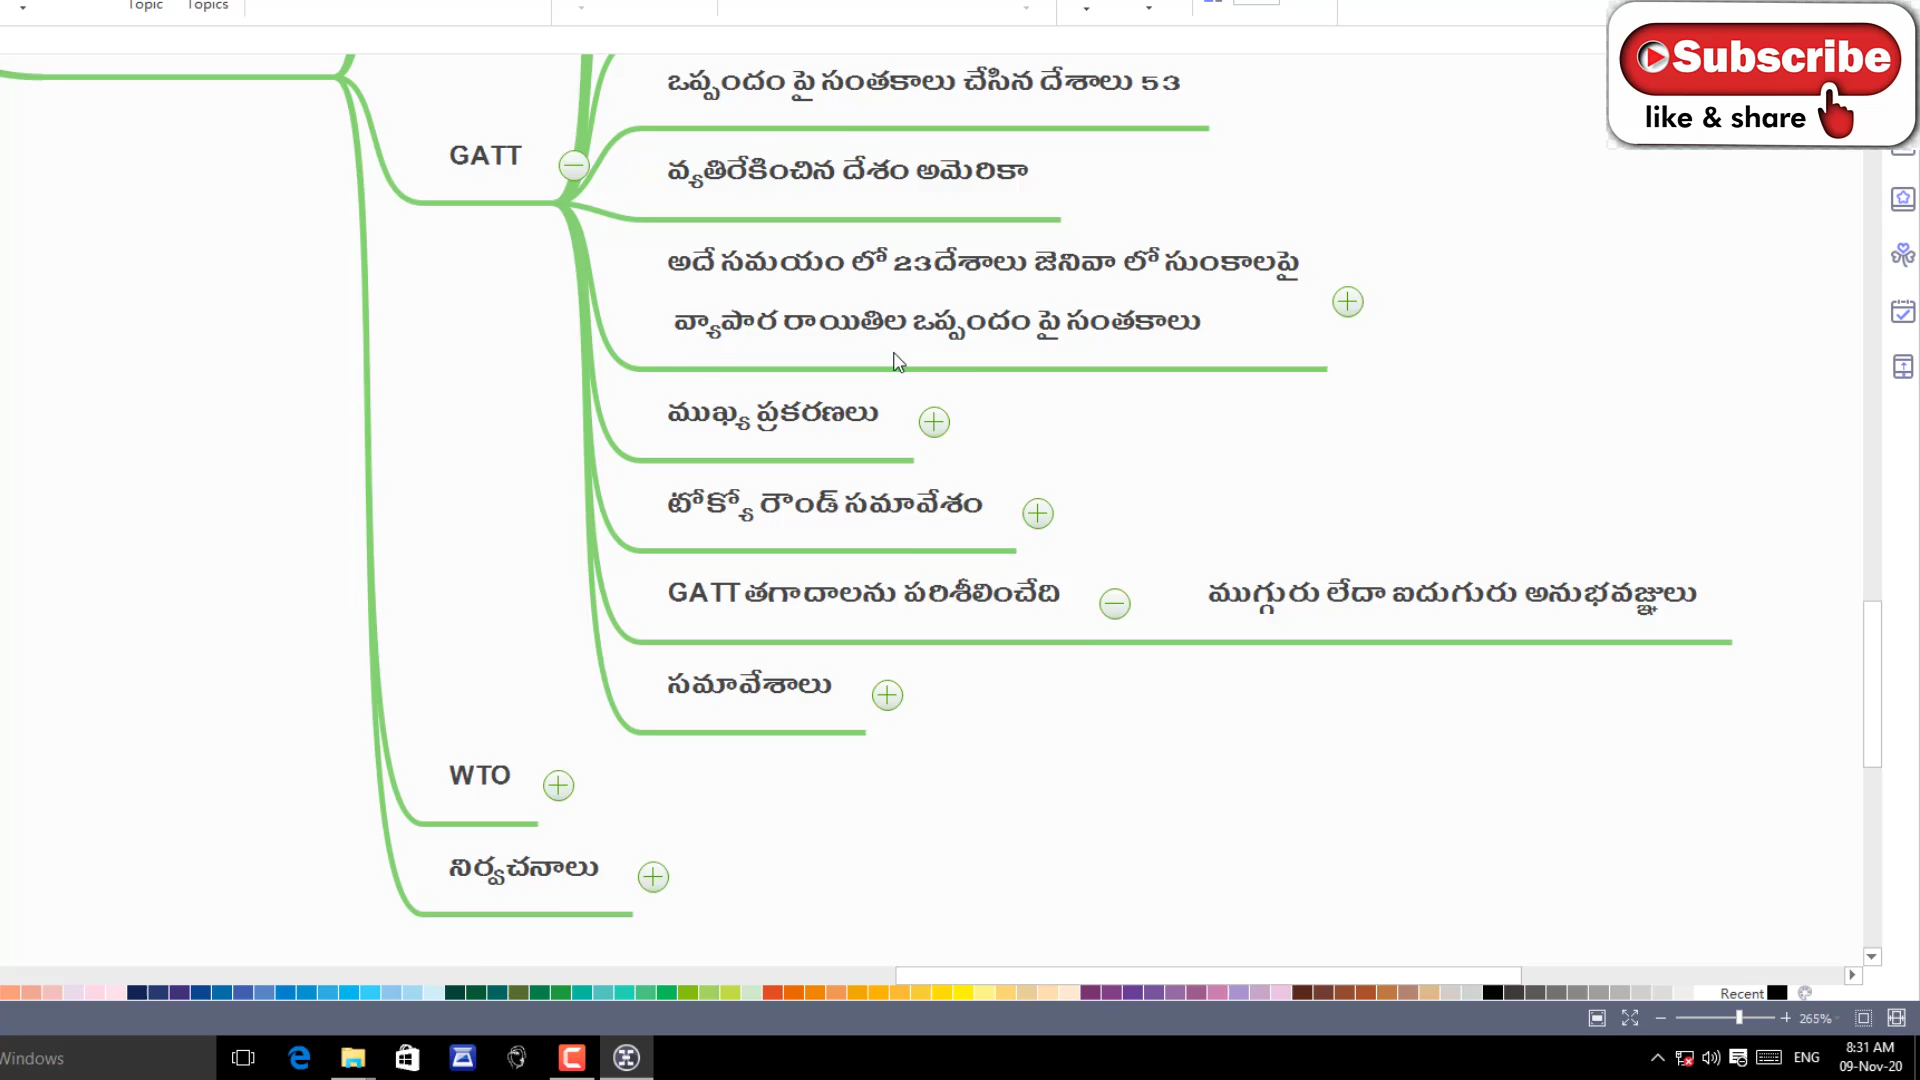 Topic
Topics
Subscribe
like & share
ఒప్పందం పై సంతకాలు చేసిన దేశాలు 53
GATT
వ్యతిరేకించిన దేశం అమెరికా
అదే సమయం లో 23దేశాలు జెనివా లో సుంకాలపై
వ్యాపార రాయితిల ఒప్పందం పై సంతకాలు
ముఖ్య ప్రకరణలు
టోక్యో రౌండ్ సమావేశం
GATT తగాదాలను పరిశీలించేది
ముగ్గురు లేదా ఐదుగురు అనుభవజ్ఞులు
సమావేశాలు
WTO
నిర్వచనాలు
Recent
265%
Windows
ENG
8:31 AM
09-Nov-20